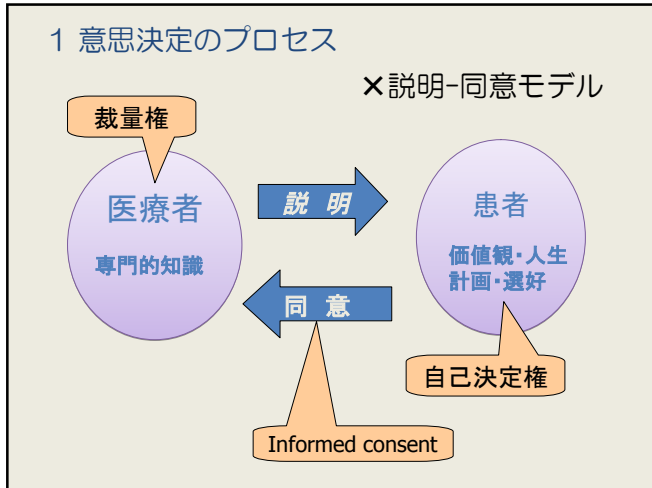 1 意思決定のプロセス
×説明-同意モデル
裁量権
医療者
専門的知識
説 明
患者
価値観・人生
計画・選好
同 意
自己決定権
Informed consent